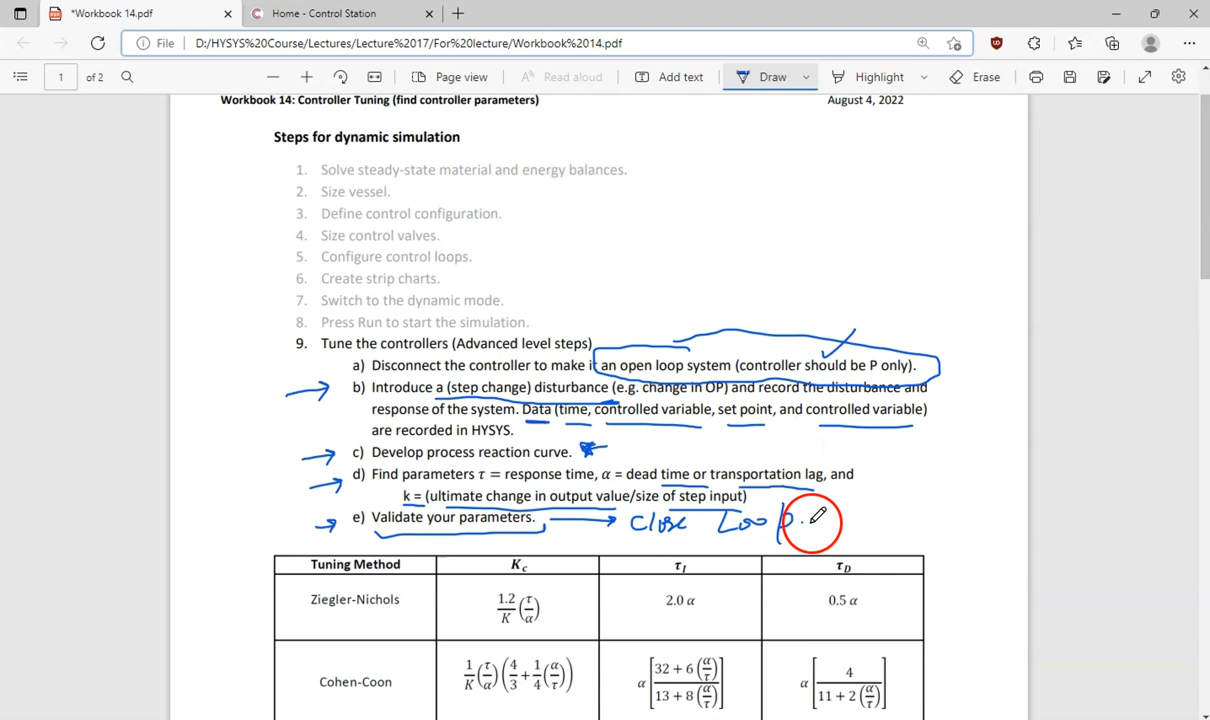 *Workbook 14.pdf
Home - Control Station
File
D:/HYSYS%20Course/Lectures/Lecture%2017/For%20lecture/Workbook%2014.pdf
1 of 2
Page view
Read aloud
Add text
Draw
Highlight
Erase
Workbook 14: Controller Tuning (find controller parameters) August 4, 2022
Steps for dynamic simulation
1. Solve steady-state material and energy balances.
2. Size vessel.
3. Define control configuration.
4. Size control valves.
5. Configure control loops.
6. Create strip charts.
7. Switch to the dynamic mode.
8. Press Run to start the simulation.
9. Tune the controllers (Advanced level steps)
a) Disconnect the controller to make it an open loop system (controller should be P only).
b) Introduce a (step change) disturbance (e.g. change in OP) and record the disturbance and
response of the system. Data (time, controlled variable, set point, and controlled variable)
are recorded in HYSYS.
c) Develop process reaction curve.
d) Find parameters τ = response time, α = dead time or transportation lag, and
k = (ultimate change in output value/size of step input)
e) Validate your parameters. close Loop.
Tuning Method K_c τ_I τ_D
Ziegler-Nichols 1.2/K (τ/α) 2.0 α 0.5 α
Cohen-Coon 1/K (τ/α) (4/3 + 1/4 (α/τ)) α [32 + 6 (α/τ) / 13 + 8 (α/τ)] α [4 / 11 + 2 (α/τ)]